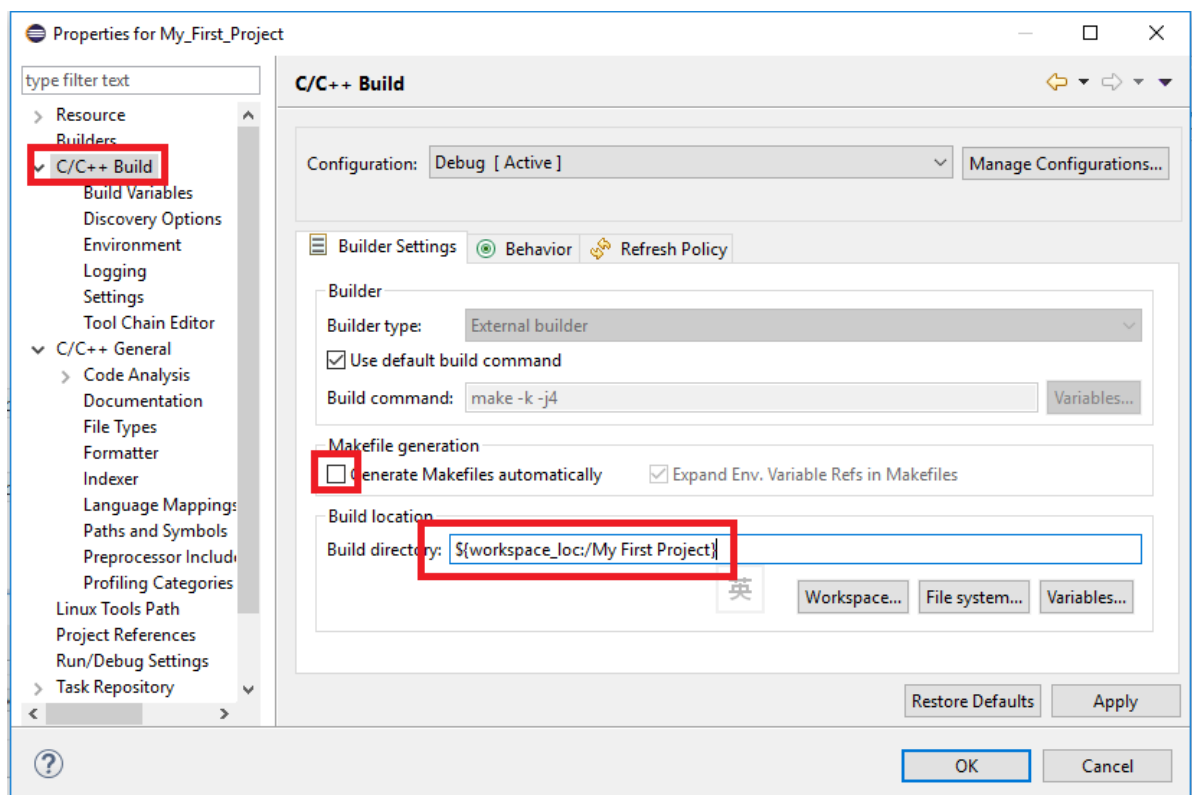 Properties for My_First_Project
type filter text
Resource
Builders
C/C++ Build
Build Variables
Discovery Options
Environment
Logging
Settings
Tool Chain Editor
C/C++ General
Code Analysis
Documentation
File Types
Formatter
Indexer
Language Mappings
Paths and Symbols
Preprocessor Include
Profiling Categories
Linux Tools Path
Project References
Run/Debug Settings
Task Repository
C/C++ Build
Configuration: Debug [ Active ] Manage Configurations...
Builder Settings Behavior Refresh Policy
Builder
Builder type: External builder
Use default build command
Build command: make -k -j4 Variables...
Makefile generation
Generate Makefiles automatically Expand Env. Variable Refs in Makefiles
Build location
Build directory: ${workspace_loc:/My First Project}
英
Workspace... File system... Variables...
Restore Defaults Apply
OK Cancel